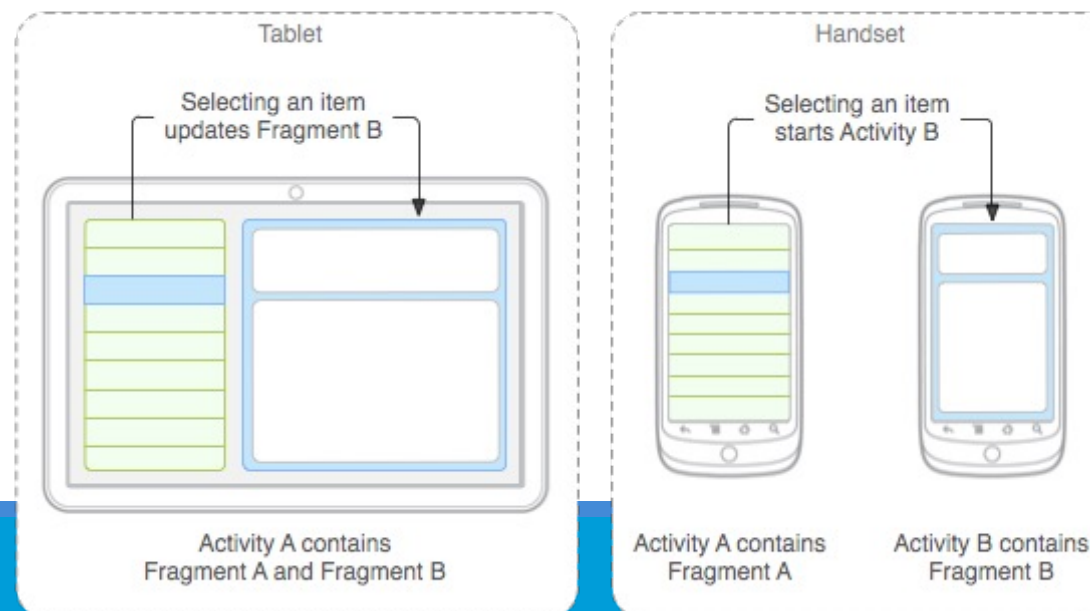 Tablet
Selecting an item
updates Fragment B
Activity A contains
Fragment A and Fragment B
Handset
Selecting an item
starts Activity B
Activity A contains
Fragment A
Activity B contains
Fragment B